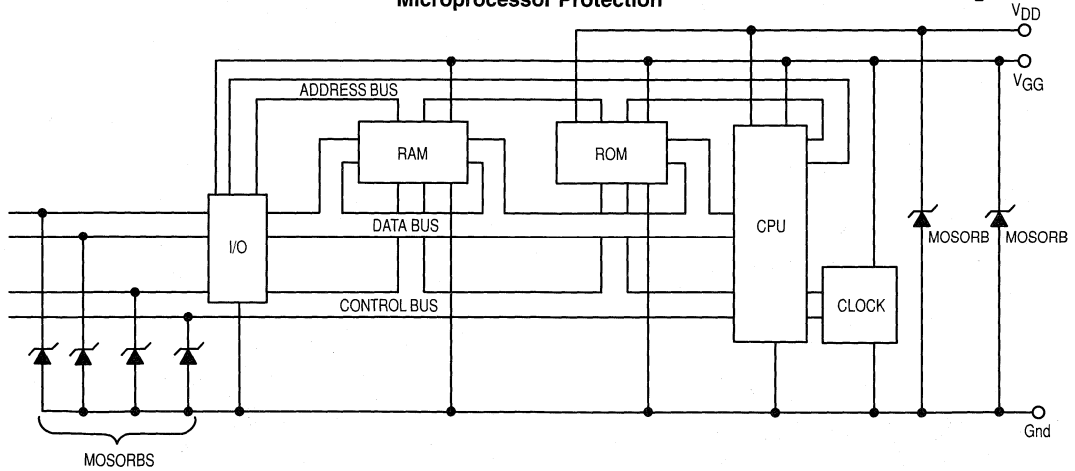 Microprocessor Protection
VDD
VGG
ADDRESS BUS
RAM
ROM
DATA BUS
CPU
I/O
MOSORB
MOSORB
CONTROL BUS
CLOCK
Gnd
MOSORBS